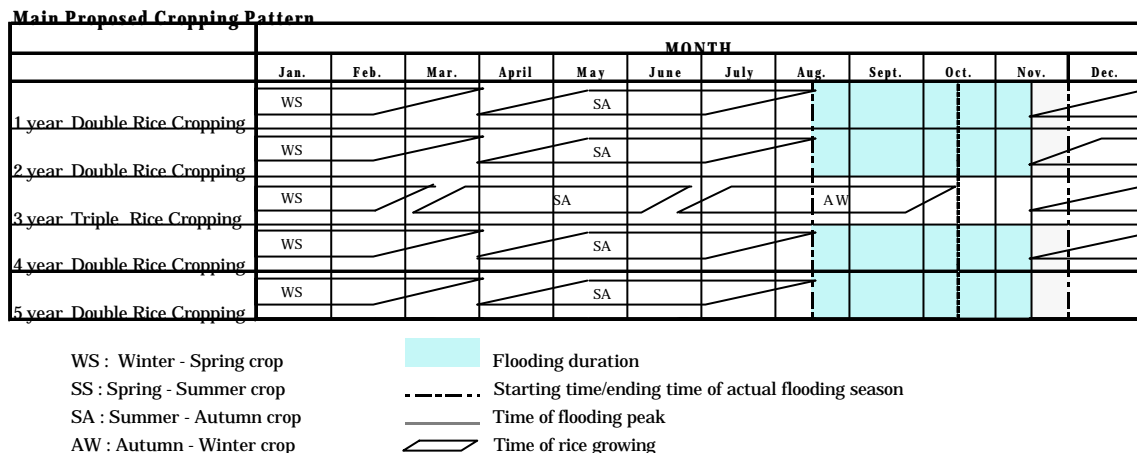 Main Proposed Cropping Pattern
MONTH
Jan. Feb. Mar. April May June July Aug. Sept. Oct. Nov. Dec.
WS SA
1 year Double Rice Cropping
WS SA
2 year Double Rice Cropping
WS SA AW
3 year Triple Rice Cropping
WS SA
4 year Double Rice Cropping
WS SA
5 year Double Rice Cropping
WS : Winter - Spring crop Flooding duration
SS : Spring - Summer crop Starting time/ending time of actual flooding season
SA : Summer - Autumn crop Time of flooding peak
AW : Autumn - Winter crop Time of rice growing